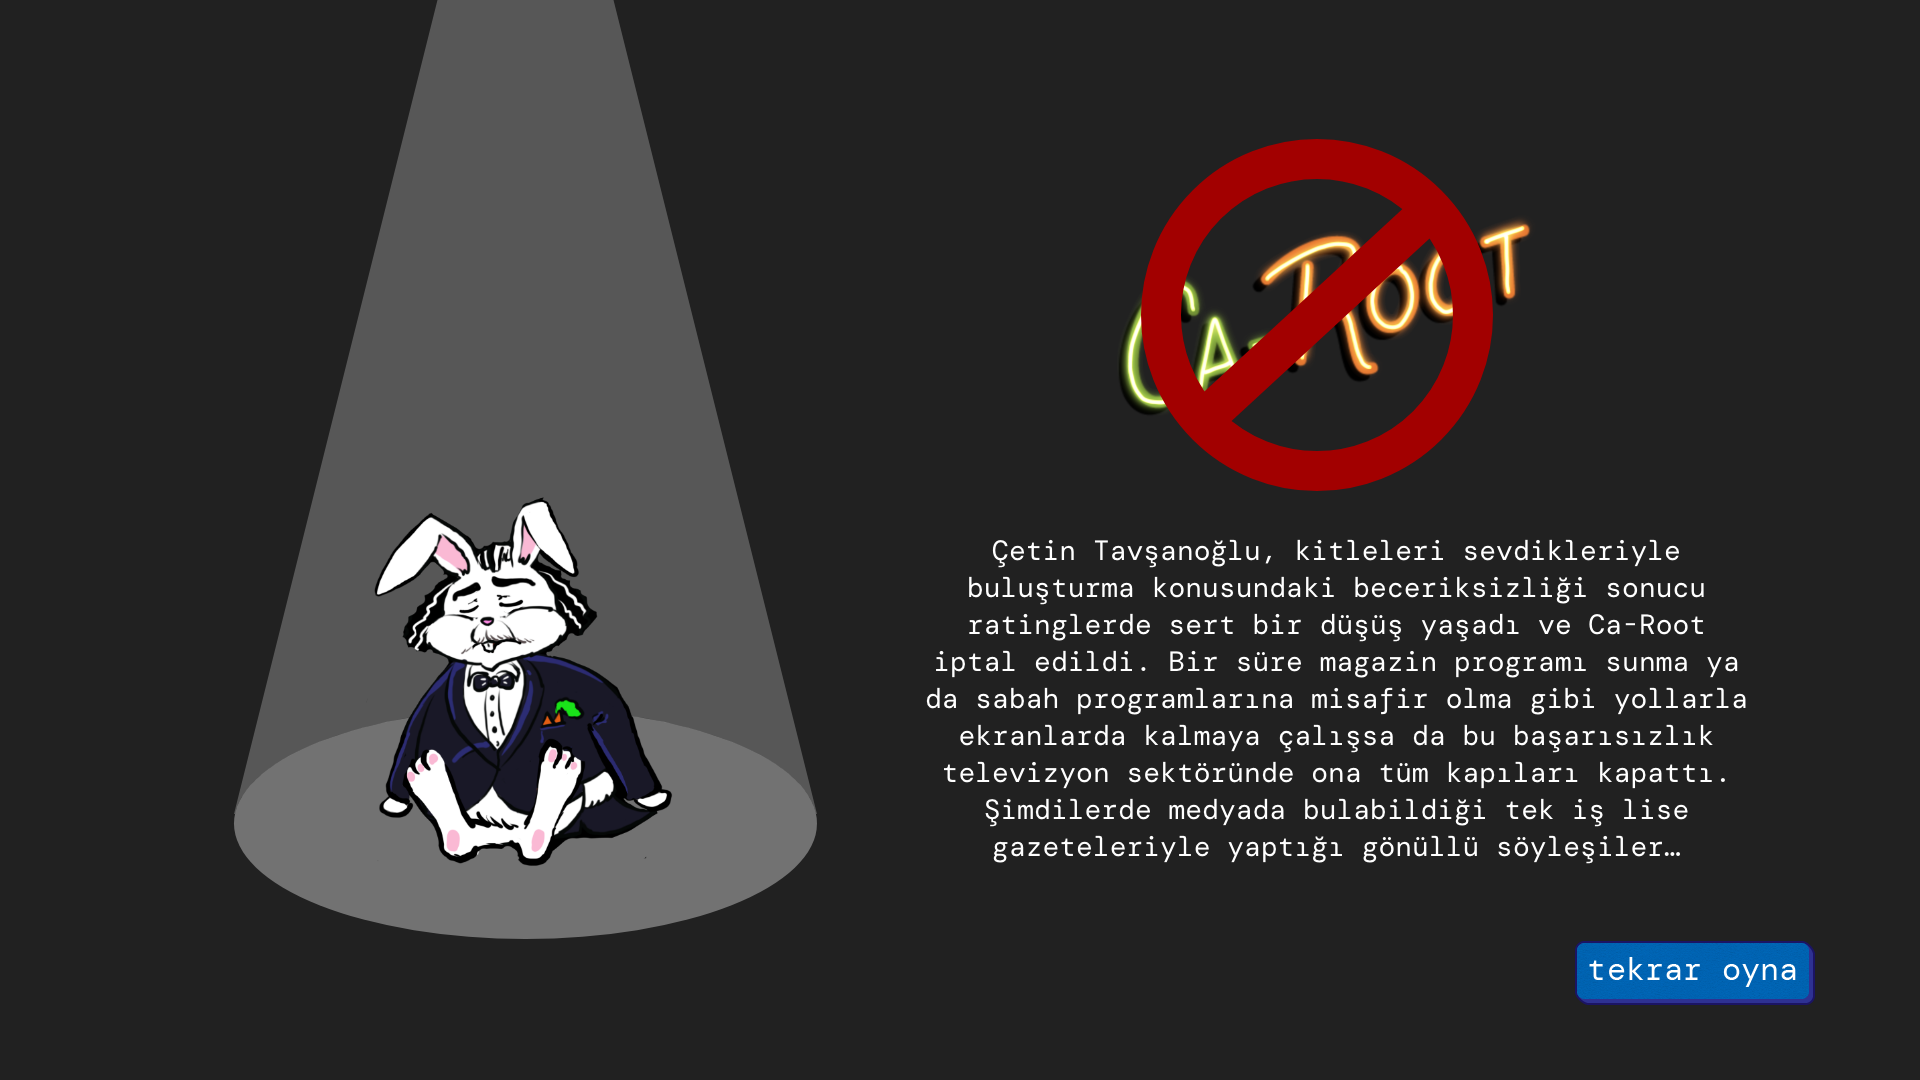 Ca-Root
Çetin Tavşanoğlu, kitleleri sevdikleriyle
buluşturma konusundaki beceriksizliği sonucu
ratinglerde sert bir düşüş yaşadı ve Ca-Root
iptal edildi. Bir süre magazin programı sunma ya
da sabah programlarına misafir olma gibi yollarla
ekranlarda kalmaya çalışsa da bu başarısızlık
televizyon sektöründe ona tüm kapıları kapattı.
Şimdilerde medyada bulabildiği tek iş lise
gazeteleriyle yaptığı gönüllü söyleşiler…
tekrar oyna